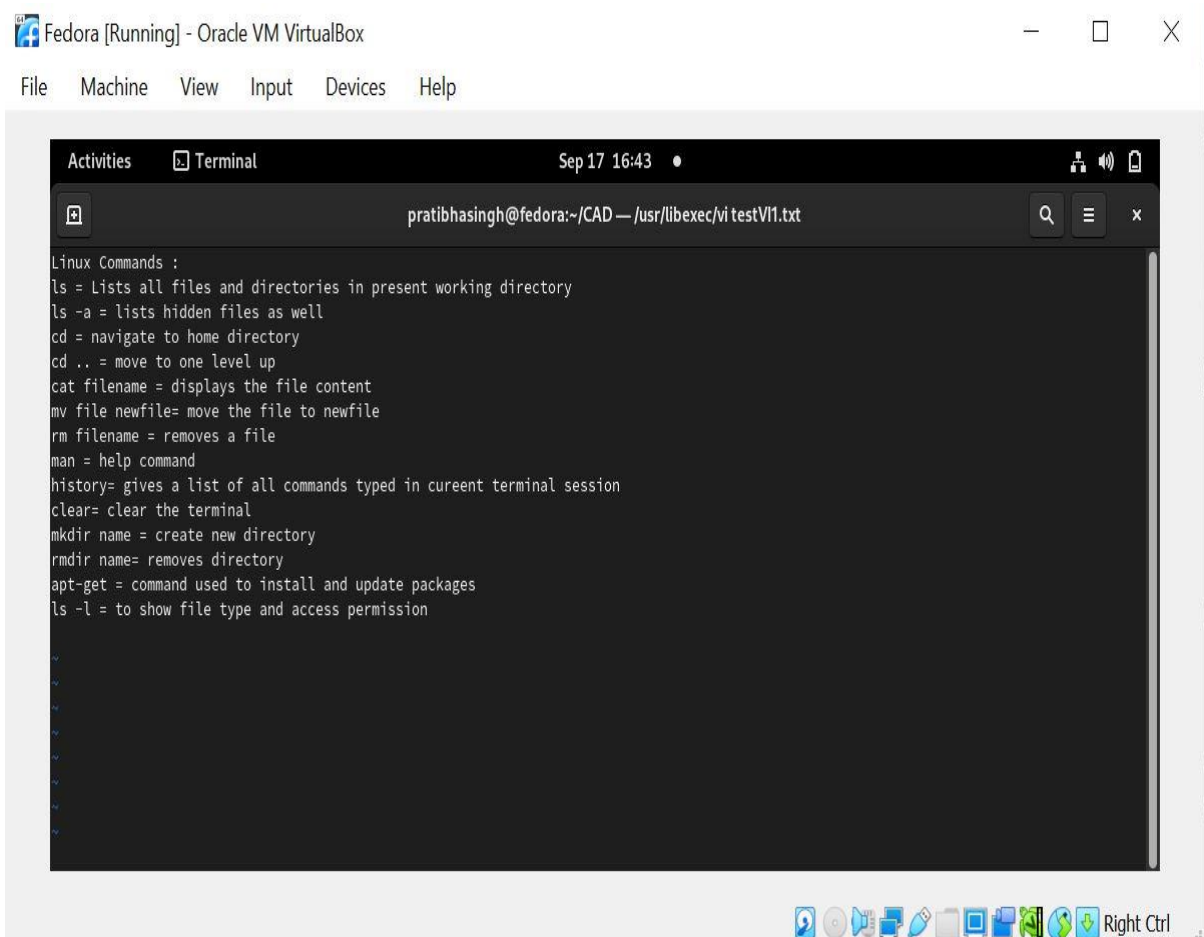 Fedora [Running] - Oracle VM VirtualBox
File Machine View Input Devices Help
Activities Terminal Sep 17 16:43
pratibhasingh@fedora:~/CAD — /usr/libexec/vi testVI1.txt
Linux Commands :
ls = Lists all files and directories in present working directory
ls -a = lists hidden files as well
cd = navigate to home directory
cd .. = move to one level up
cat filename = displays the file content
mv file newfile= move the file to newfile
rm filename = removes a file
man = help command
history= gives a list of all commands typed in cureent terminal session
clear= clear the terminal
mkdir name = create new directory
rmdir name= removes directory
apt-get = command used to install and update packages
ls -l = to show file type and access permission
~
~
~
~
~
~
~
~
Right Ctrl